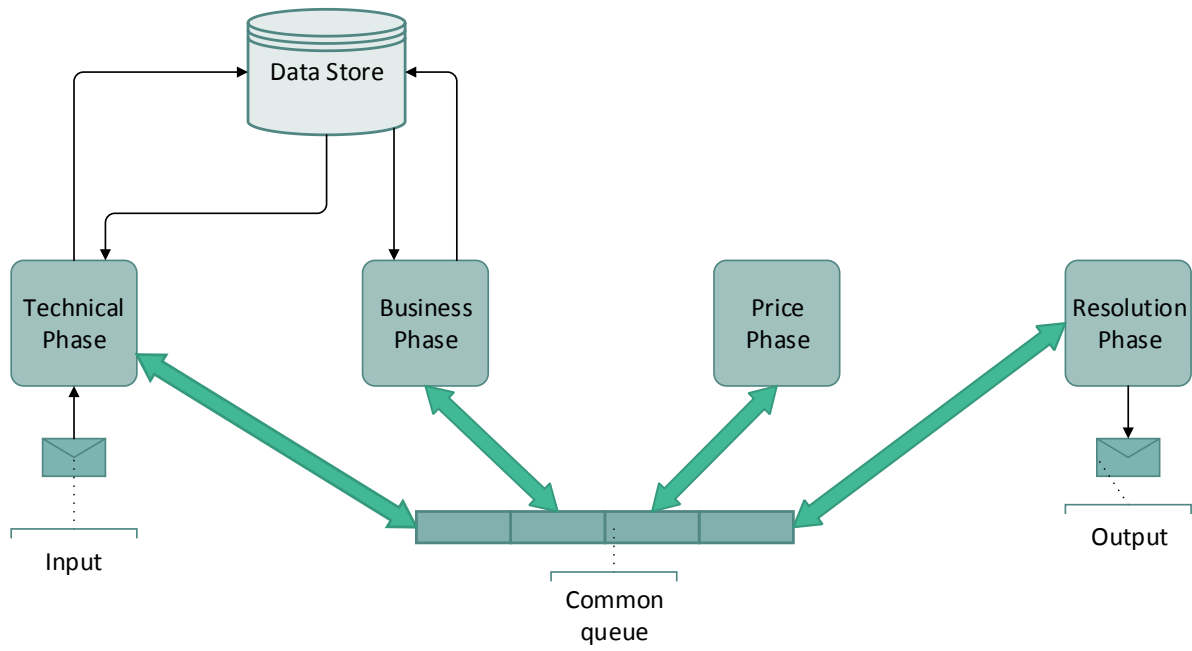 Data Store
Technical
Phase
Business
Phase
Price
Phase
Resolution
Phase
Input
Common
queue
Output